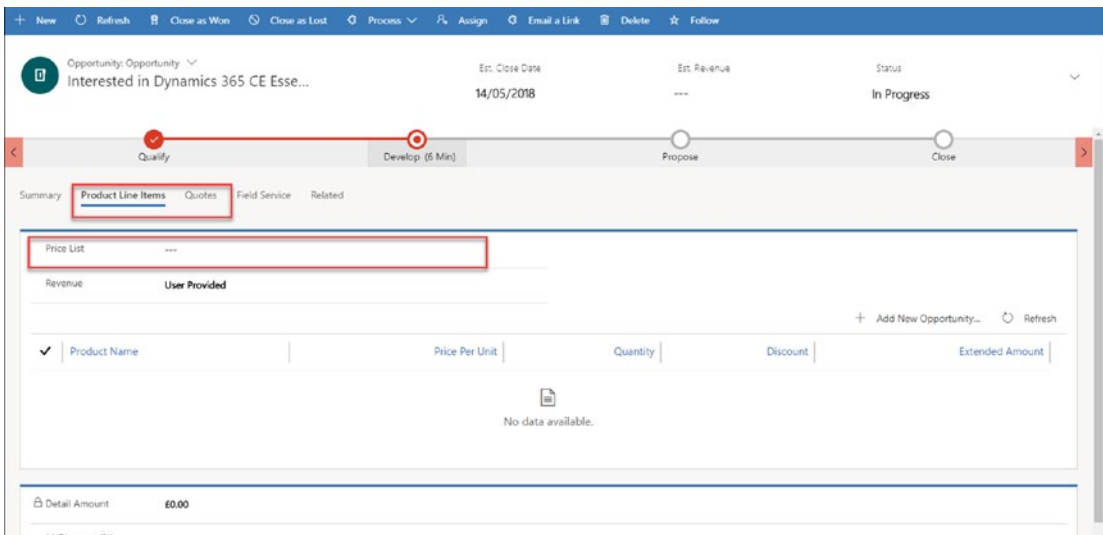 New Refresh Close as Won Close as Lost Process Assign Email a Link Delete Follow
Opportunity: Opportunity
Interested in Dynamics 365 CE Esse...
Est. Close Date
14/05/2018
Est. Revenue
---
Status
In Progress
Qualify Develop (6 Min) Propose Close
Summary Product Line Items Quotes Field Service Related
Price List ---
Revenue User Provided
Add New Opportunity... Refresh
Product Name Price Per Unit Quantity Discount Extended Amount
No data available.
Detail Amount £0.00